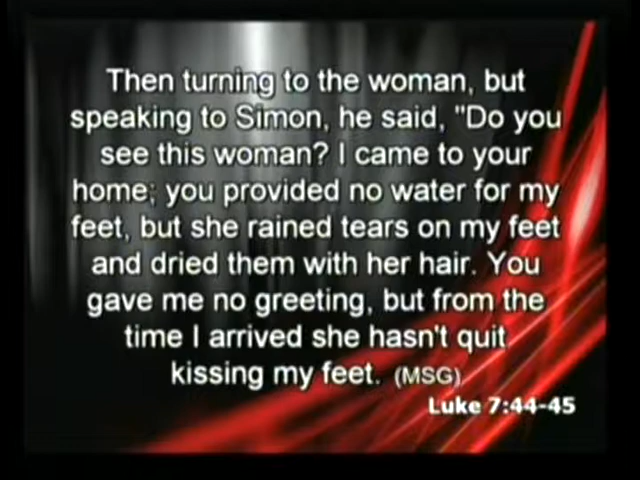 Then turning to the woman, but
speaking to Simon, he said, "Do you
see this woman? I came to your
home; you provided no water for my
feet, but she rained tears on my feet
and dried them with her hair. You
gave me no greeting, but from the
time I arrived she hasn't quit
kissing my feet. (MSG)
Luke 7:44-45